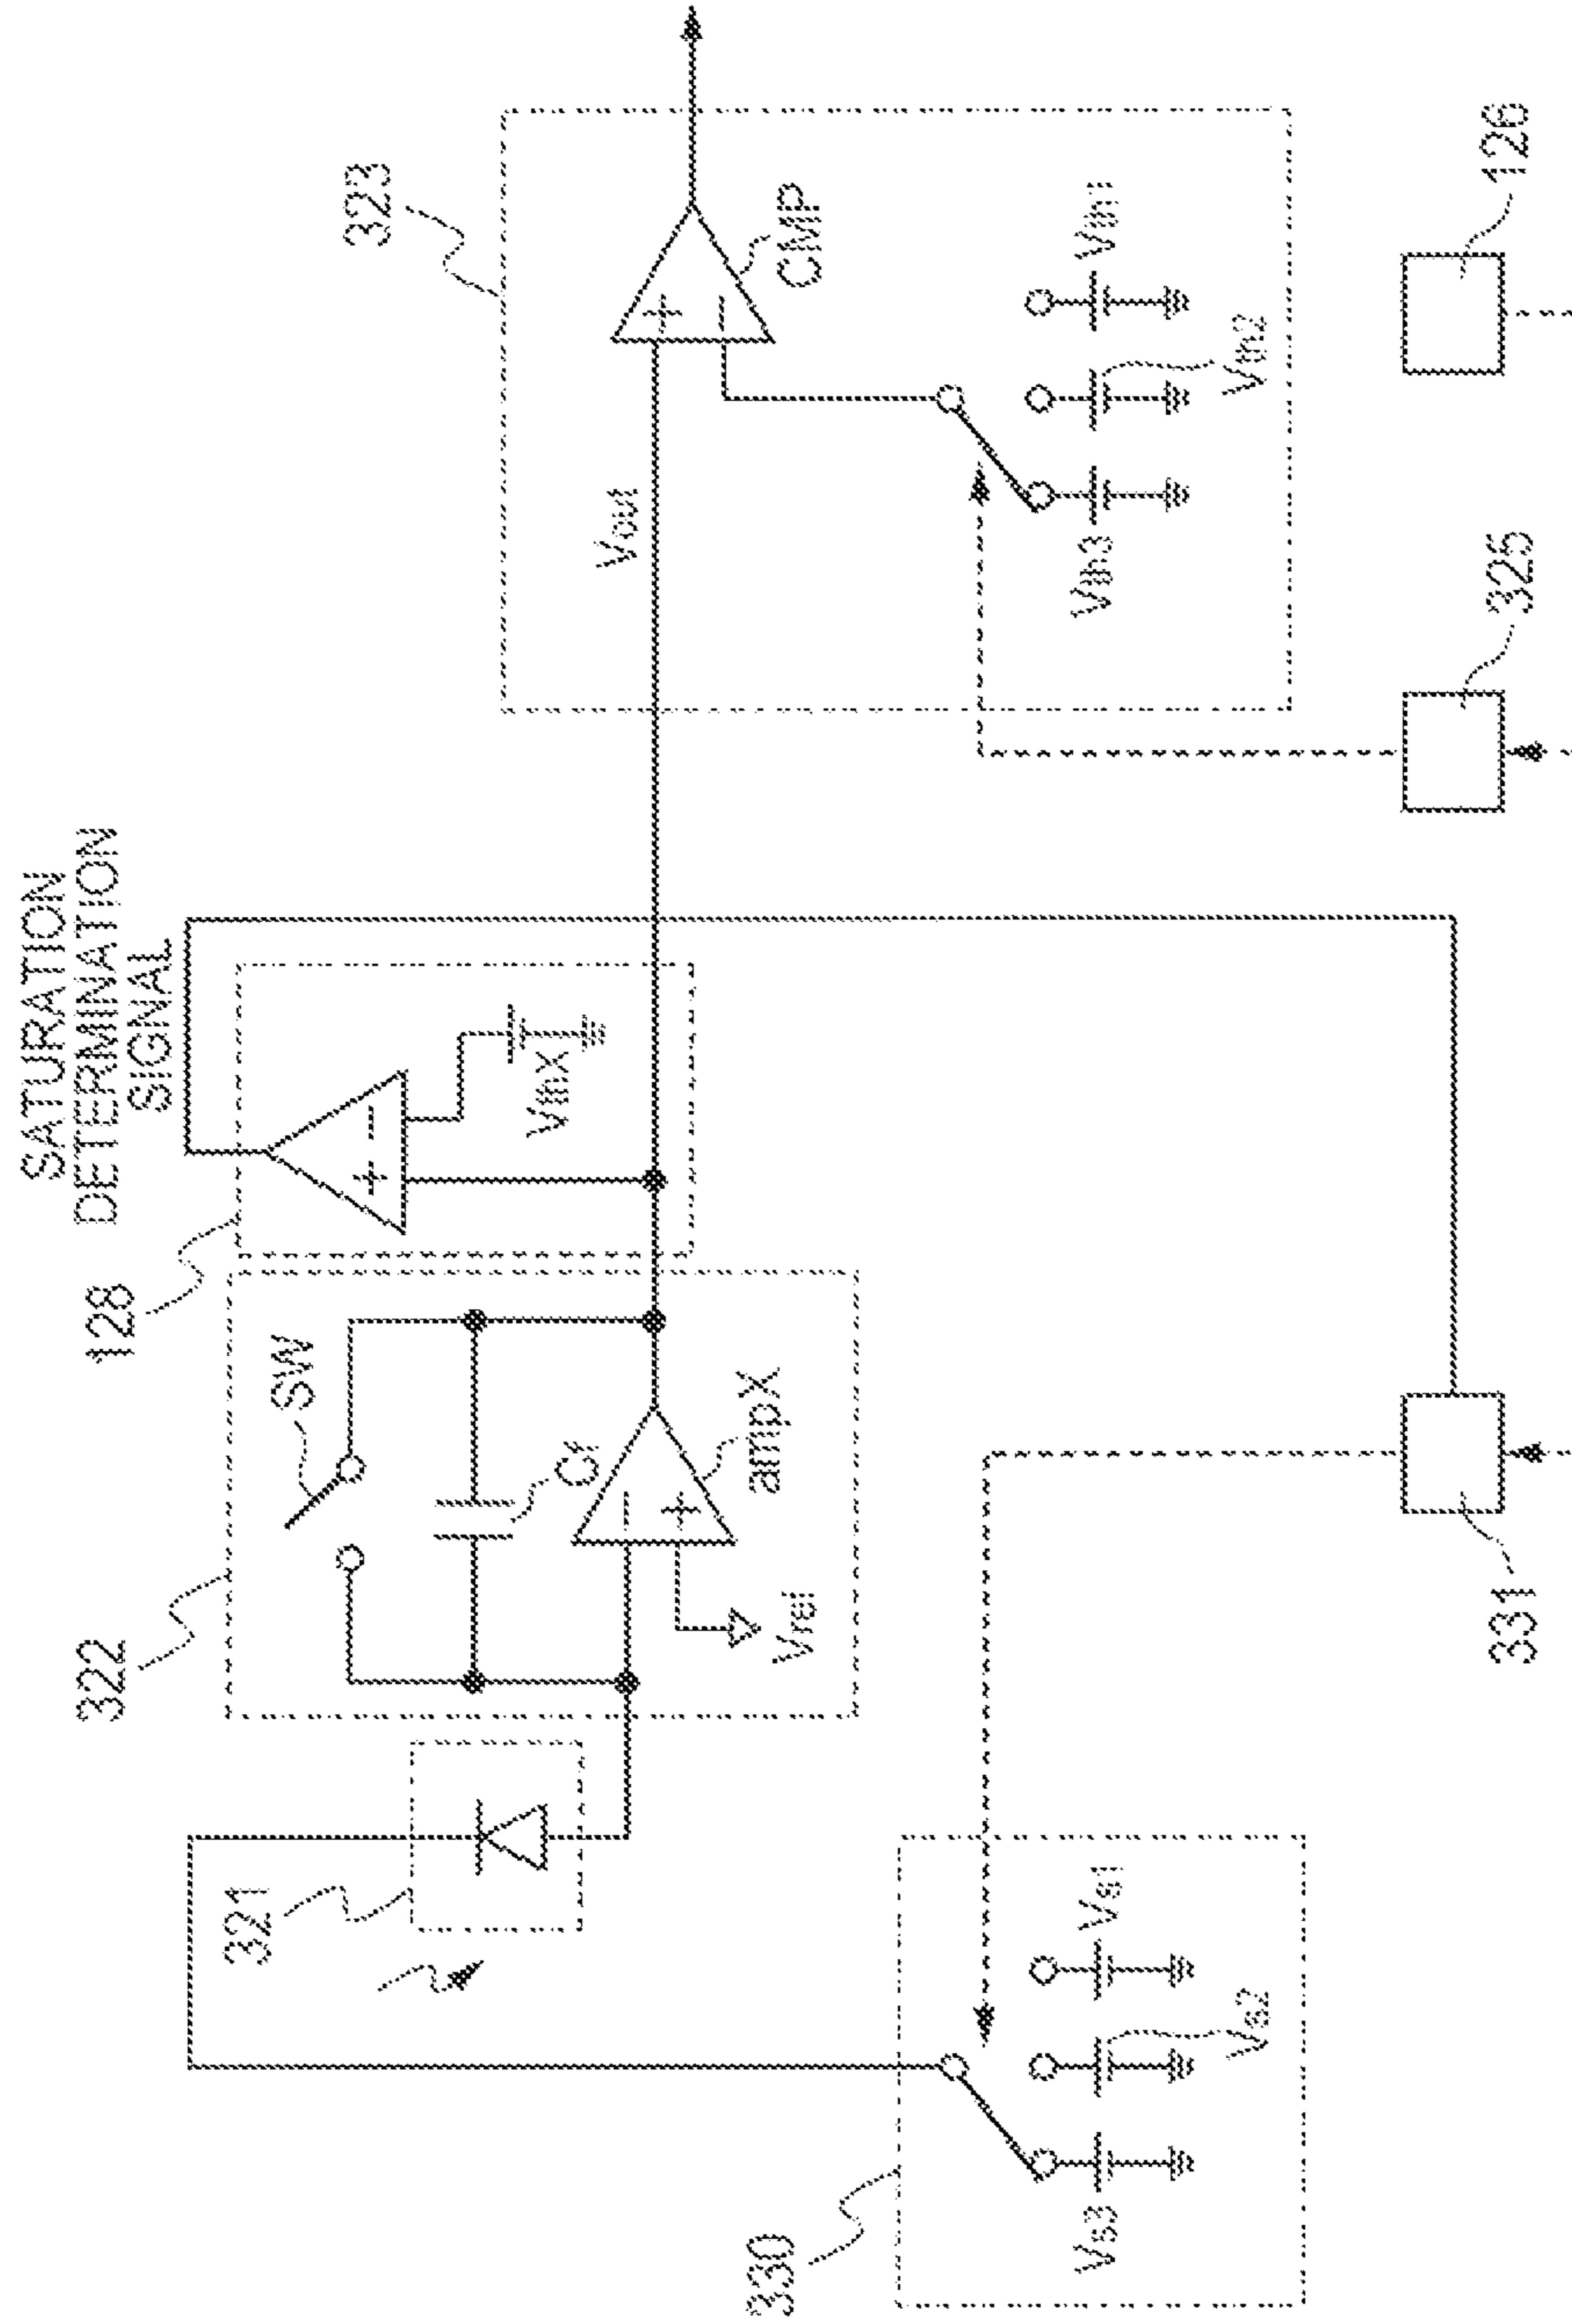 SATURATION
DETERMINATION
SIGNAL
128
322
SW
323
321
Cf
Vout
VthX
ampX
Vref
CMP
330
Vs3
Vs2
Vs1
Vth3
Vth2
Vth1
331
325
126